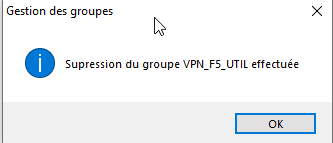 Gestion des groupes
Supression du groupe VPN_F5_UTIL effectuée
OK